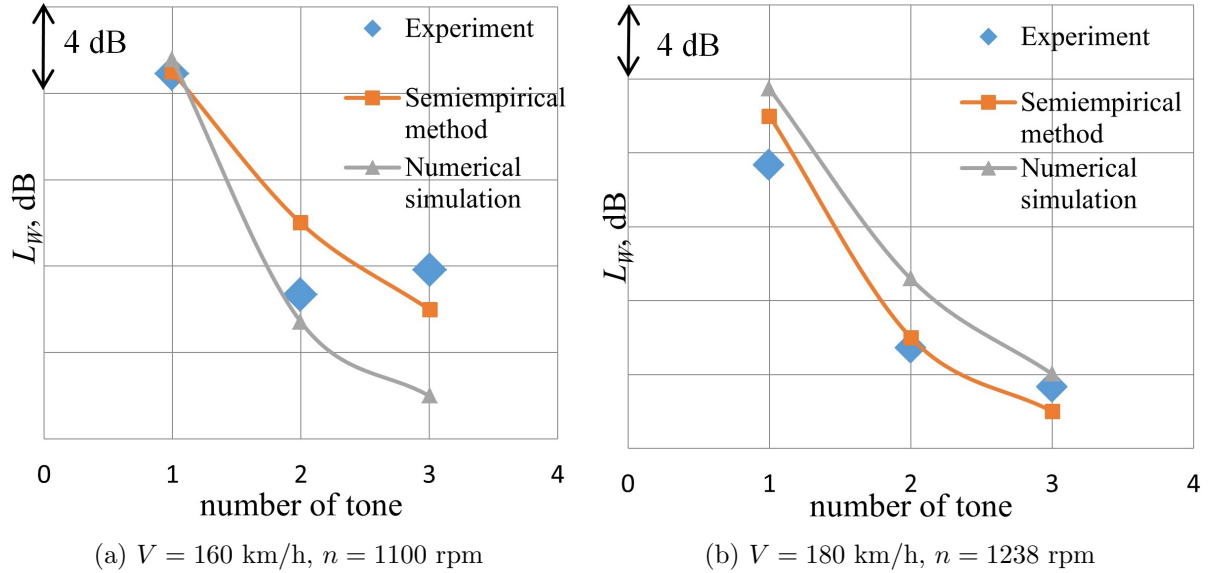 4 dB
Experiment
Semiempirical
method
Numerical
simulation
L_W, dB
0 1 2 3 4
number of tone
(a) V = 160 km/h, n = 1100 rpm
4 dB
Experiment
Semiempirical
method
Numerical
simulation
L_W, dB
0 1 2 3 4
number of tone
(b) V = 180 km/h, n = 1238 rpm